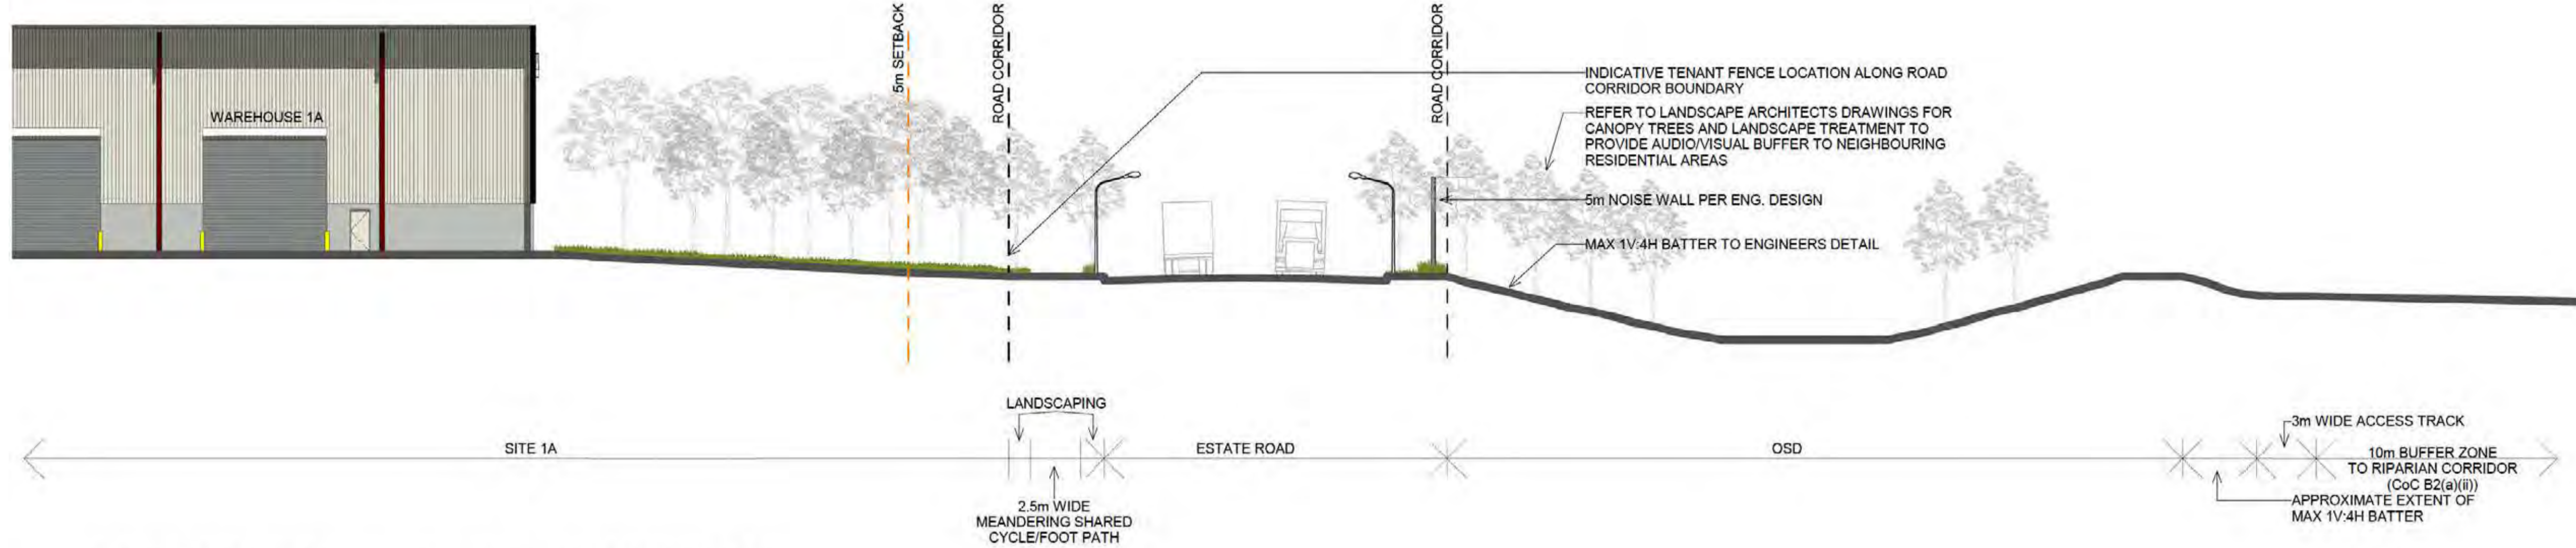 5m SETBACK
ROAD CORRIDOR
ROAD CORRIDOR
WAREHOUSE 1A
INDICATIVE TENANT FENCE LOCATION ALONG ROAD
CORRIDOR BOUNDARY
REFER TO LANDSCAPE ARCHITECTS DRAWINGS FOR
CANOPY TREES AND LANDSCAPE TREATMENT TO
PROVIDE AUDIO/VISUAL BUFFER TO NEIGHBOURING
RESIDENTIAL AREAS
5m NOISE WALL PER ENG. DESIGN
MAX 1V:4H BATTER TO ENGINEERS DETAIL
LANDSCAPING
SITE 1A
ESTATE ROAD
OSD
2.5m WIDE
MEANDERING SHARED
CYCLE/FOOT PATH
3m WIDE ACCESS TRACK
10m BUFFER ZONE
TO RIPARIAN CORRIDOR
(CoC B2(a)(ii))
APPROXIMATE EXTENT OF
MAX 1V:4H BATTER